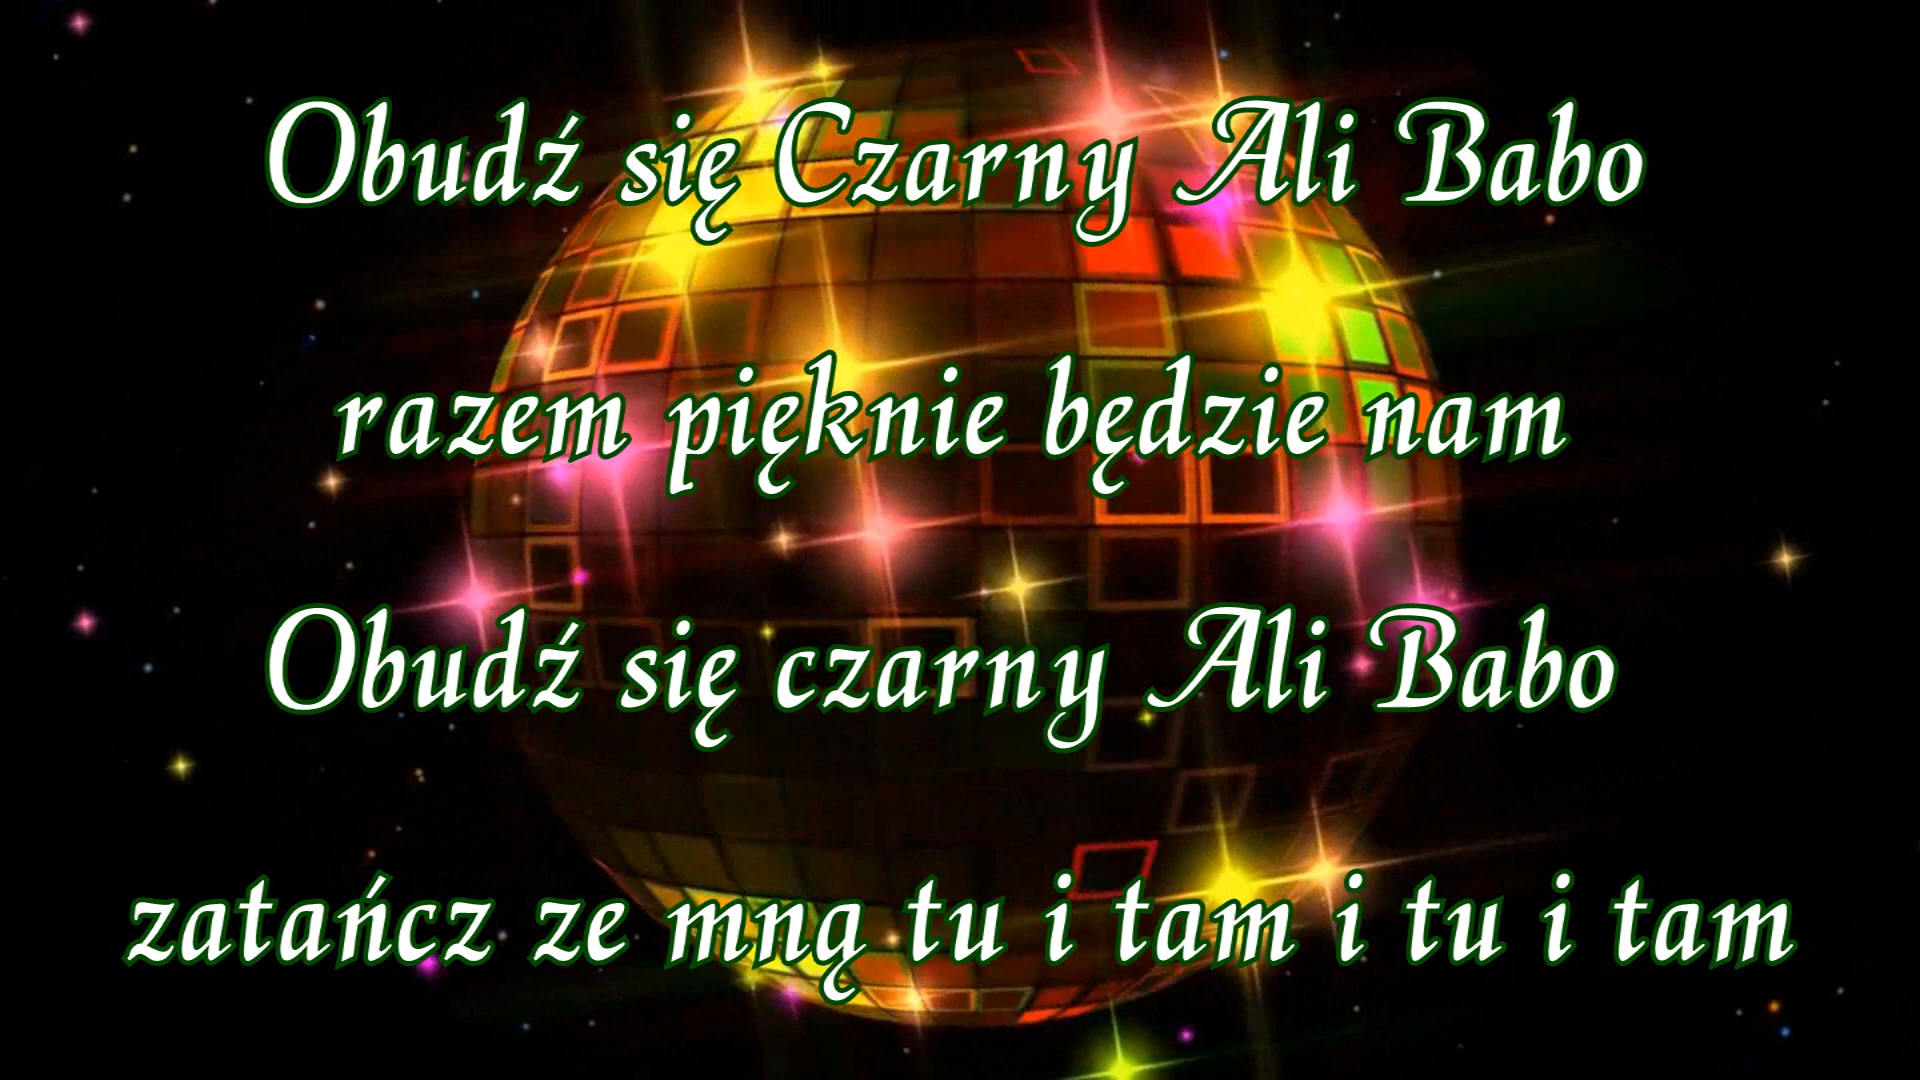 Obudź się Czarny Ali Babo
razem pięknie będzie nam
Obudź się czarny Ali Babo
zatańcz ze mną tu i tam i tu i tam